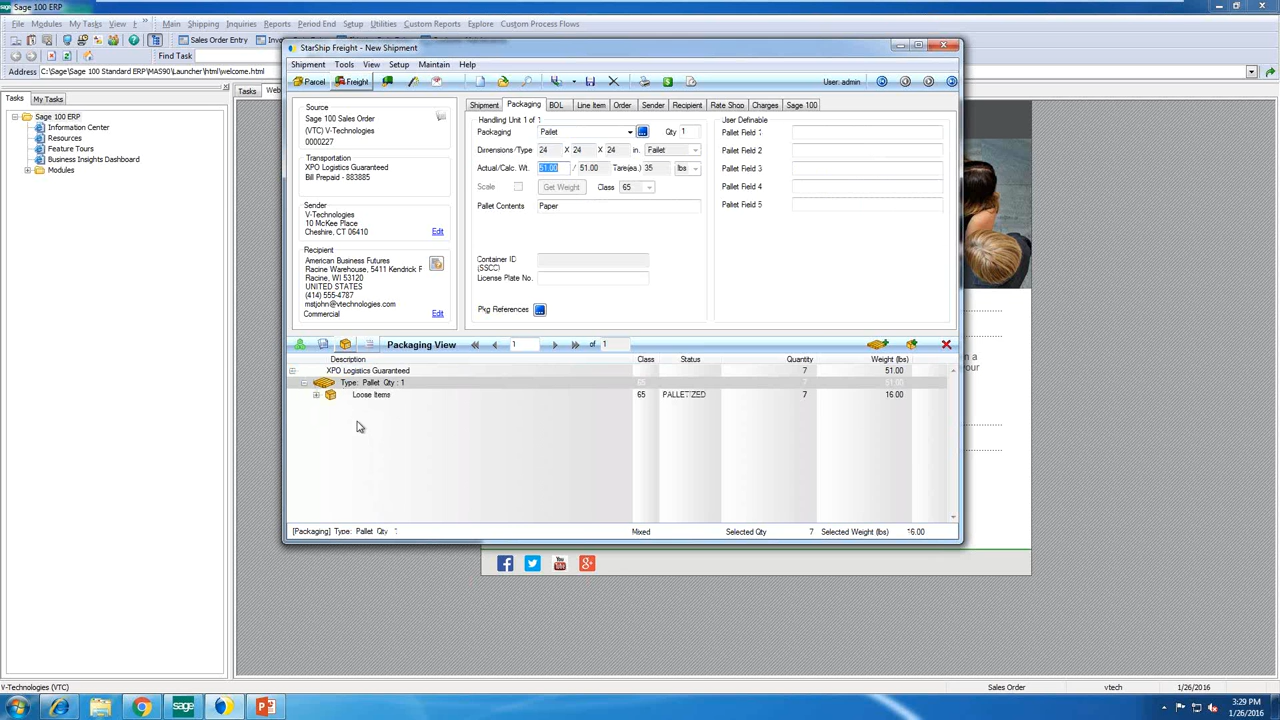 Sage 100 ERP
File Modules My Tasks View Main Shipping Inquiries Reports Period End Setup Utilities Custom Reports Explore Custom Process Flows
Sales Order Entry
Find Task
Address C:\Sage\Sage 100 Standard ERP\MAS90\Launcher\html\welcome.html
Tasks My Tasks
Tasks
Sage 100 ERP
Information Center
Resources
Feature Tours
Business Insights Dashboard
Modules
StarShip Freight - New Shipment
Shipment Tools View Setup Maintain Help
Parcel Freight
User: admin
Source
Sage 100 Sales Order
(VTC) V-Technologies
0000227
Transportation
XPO Logistics Guaranteed
Bill Prepaid - 883885
Sender
V-Technologies
10 McKee Place
Cheshire, CT 06410
Edit
Recipient
American Business Futures
Racine Warehouse, 5411 Kendrick F
Racine, WI 53120
UNITED STATES
(414) 555-4787
mstjohn@vtechnologies.com
Commercial
Edit
Shipment Packaging BOL Line Item Order Sender Recipient Rate Shop Charges Sage 100
Handling Unit 1 of 1
Packaging Pallet Qty 1
Dimensions/Type 24 X 24 X 24 in. Pallet
Actual/Calc. Wt. 51.00 / 51.00 Tare(ea.) 35 lbs
Scale Get Weight Class 65
Pallet Contents Paper
Container ID
(SSCC)
License Plate No.
Pkg References
User Definable
Pallet Field 1
Pallet Field 2
Pallet Field 3
Pallet Field 4
Pallet Field 5
Packaging View 1 of 1
Description Class Status Quantity Weight (lbs)
XPO Logistics Guaranteed 7 51.00
Type: Pallet Qty : 1 65 51.00
Loose Items 65 PALLETIZED 7 16.00
[Packaging] Type: Pallet Qty Mixed Selected Qty 7 Selected Weight (lbs) 16.00
n a
your
You
V-Technologies (VTC) Sales Order vtech 1/26/2016
sage
3:29 PM
1/26/2016